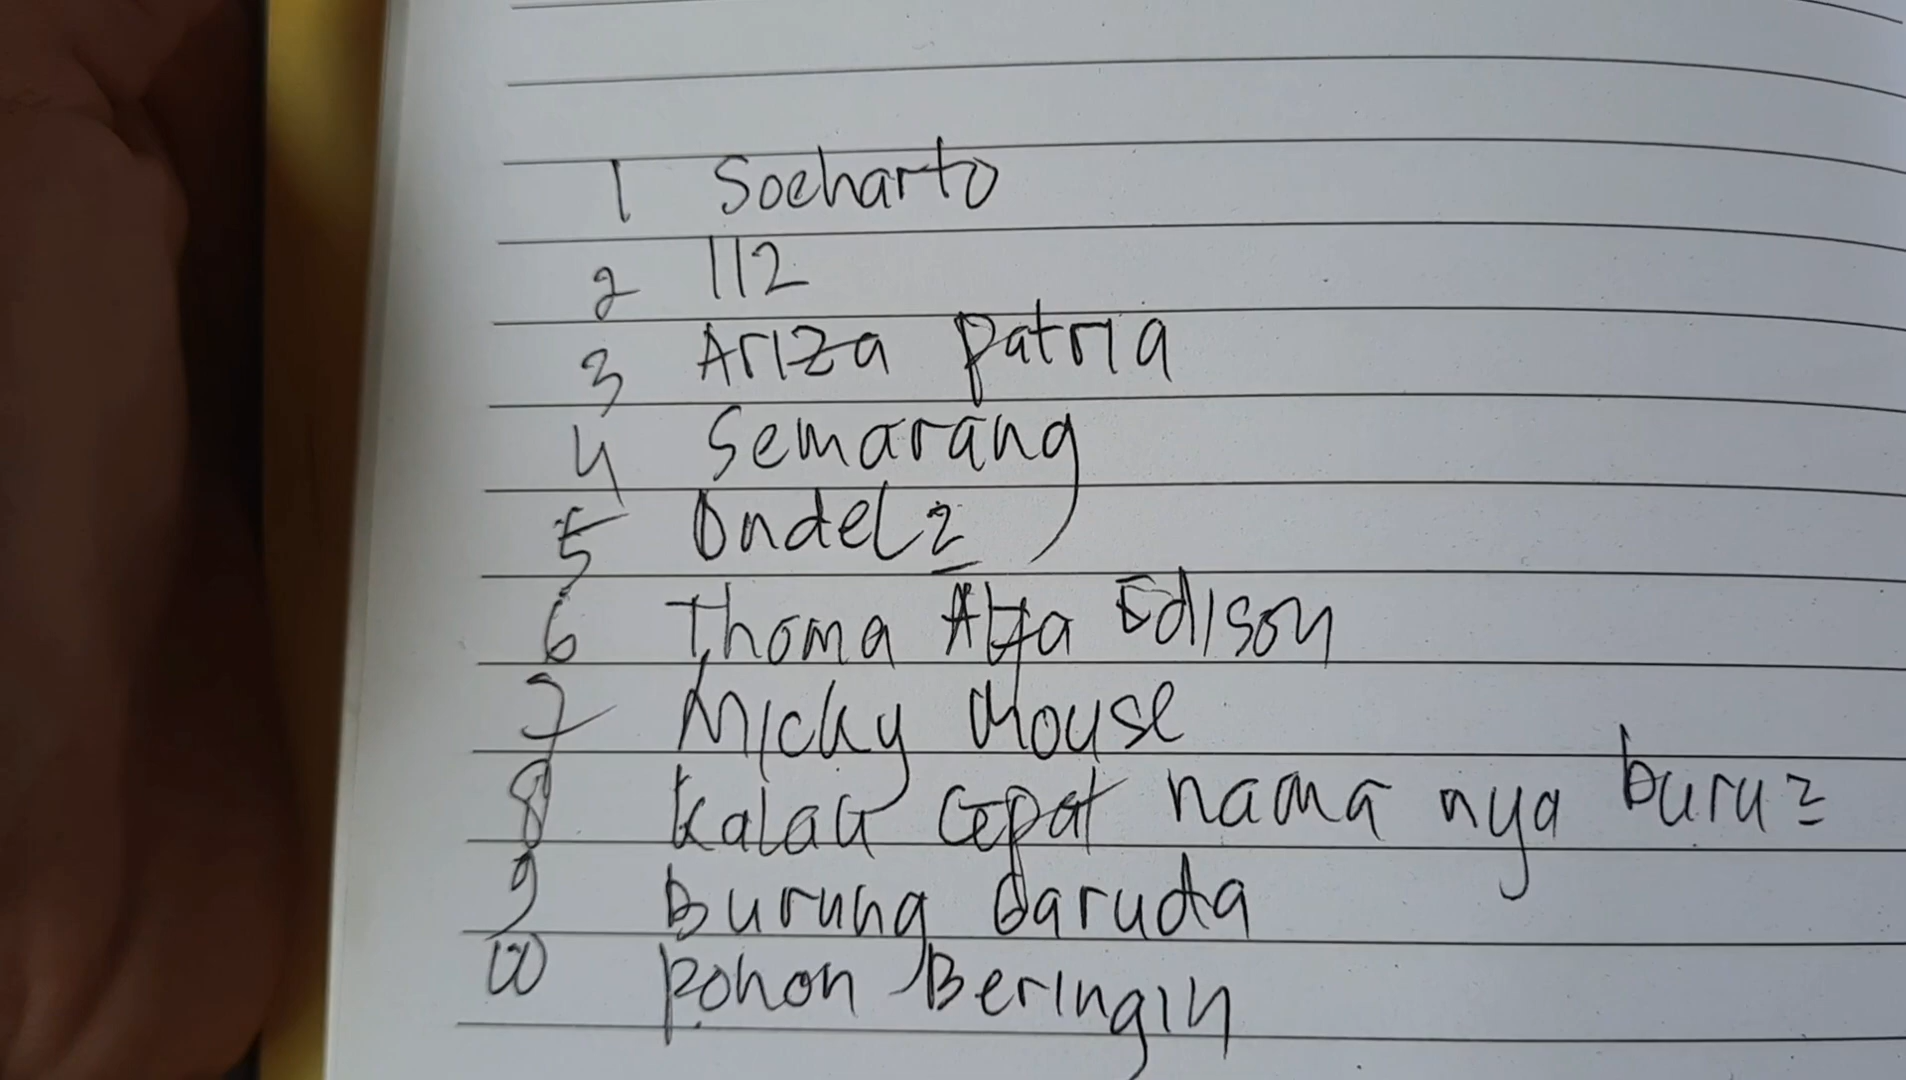 1 Soeharto
2 112
3 Ariza patria
4 Semarang
5 Ondel2
6 Thoma Alfa Edison
7 Micky Mouse
8 Kalau cepat nama nya buru2
9 Burung Garuda
10 Pohon Beringin